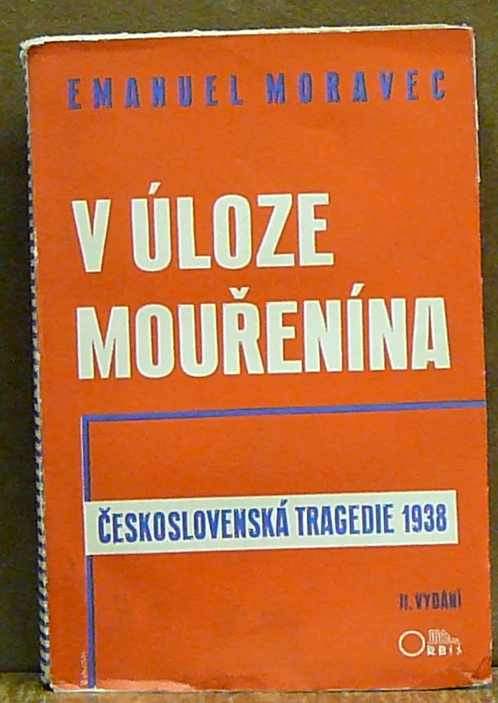 EMANUEL MORAVEC
V ÚLOZE
MOUŘENÍNA
ČESKOSLOVENSKÁ TRAGEDIE 1938
II. VYDÁNÍ
ORBIS